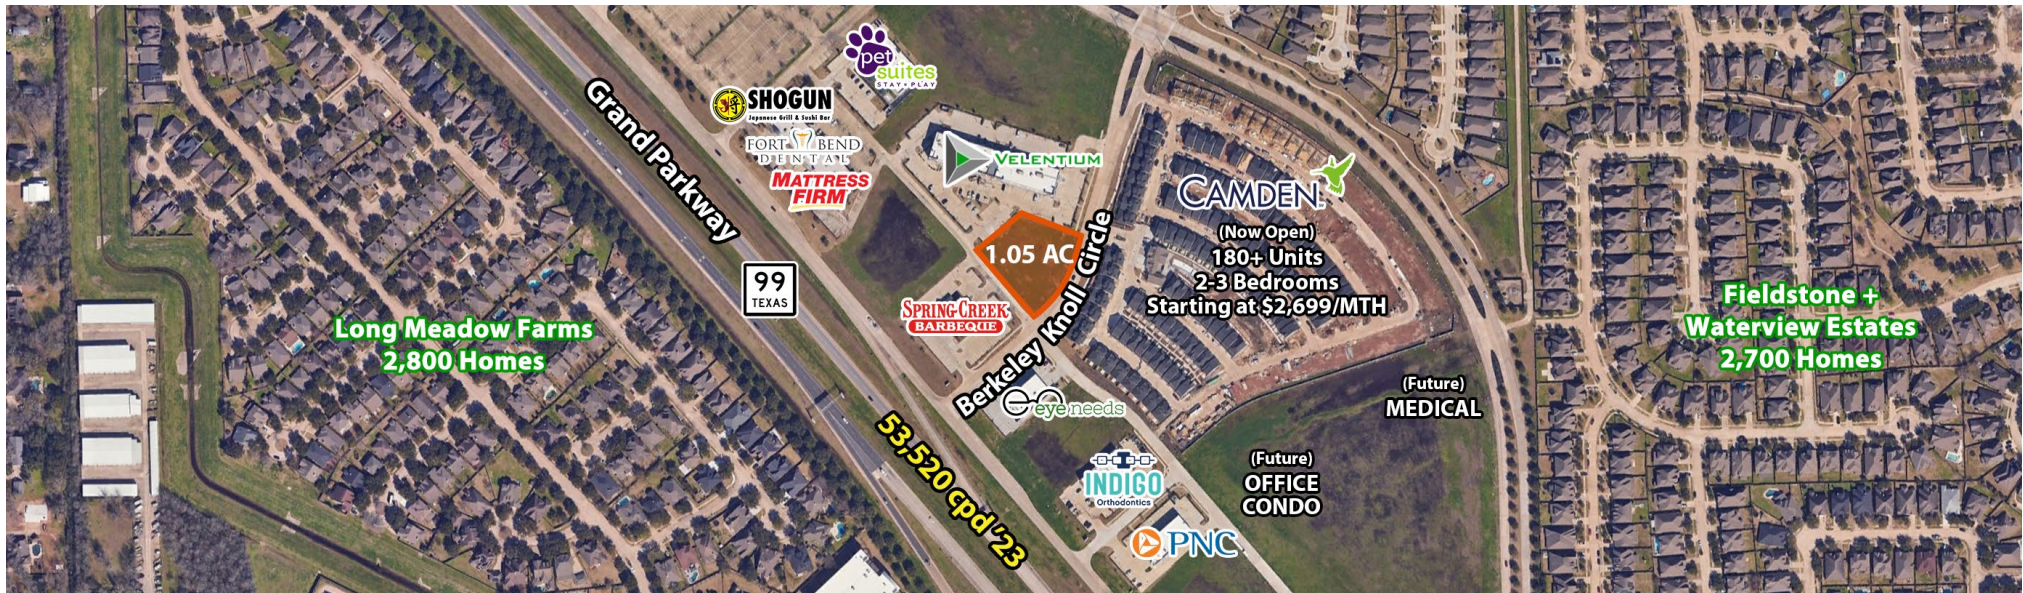 pet
suites
STAY + PLAY
SHOGUN
Japanese Grill & Sushi Bar
FORT BEND
DENTAL
MATTRESS
FIRM
Grand Parkway
VELENTIUM
CAMDEN
(Now Open)
180+ Units
2-3 Bedrooms
Starting at $2,699/MTH
1.05 AC
Berkeley Knoll Circle
99
TEXAS
SPRING CREEK
BARBEQUE
Long Meadow Farms
2,800 Homes
Fieldstone +
Waterview Estates
2,700 Homes
eye needs
(Future)
MEDICAL
53,520 cpd '23
INDIGO
Orthodontics
(Future)
OFFICE
CONDO
PNC